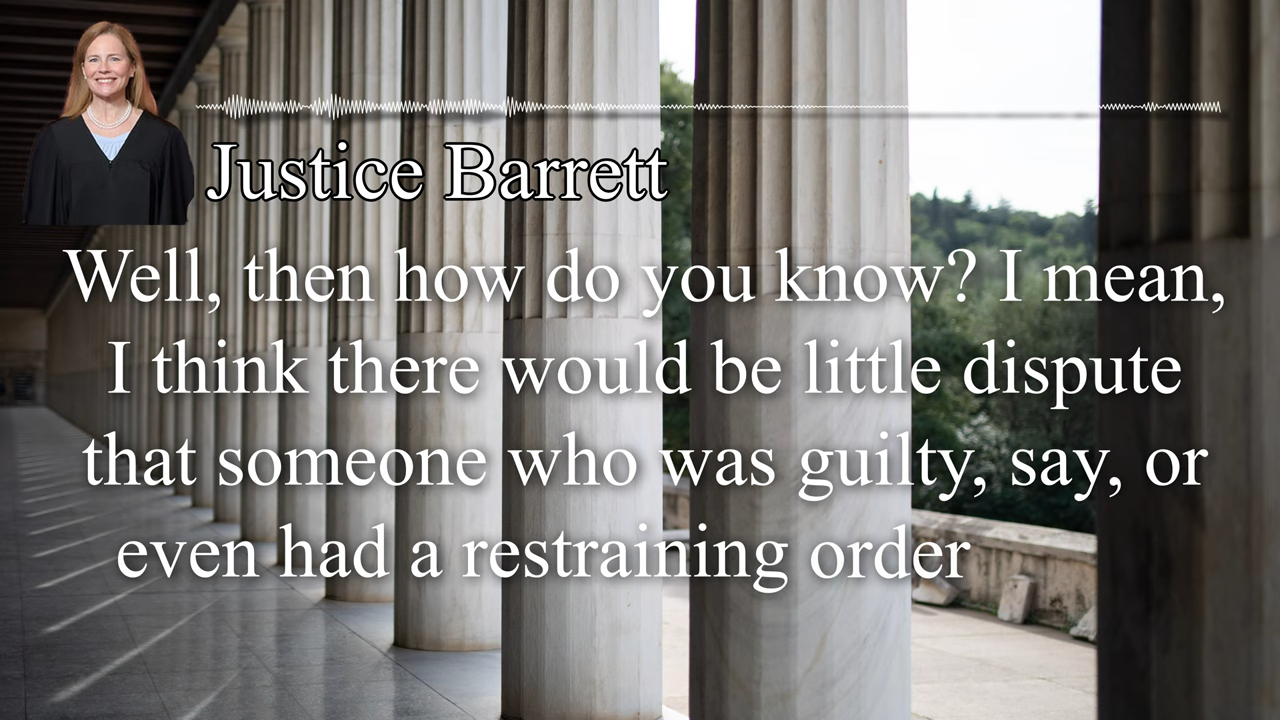 Justice Barrett
Well, then how do you know? I mean,
I think there would be little dispute
that someone who was guilty, say, or
even had a restraining order